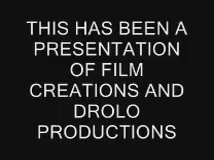 THIS HAS BEEN A
PRESENTATION
OF FILM
CREATIONS AND
DROLO
PRODUCTIONS